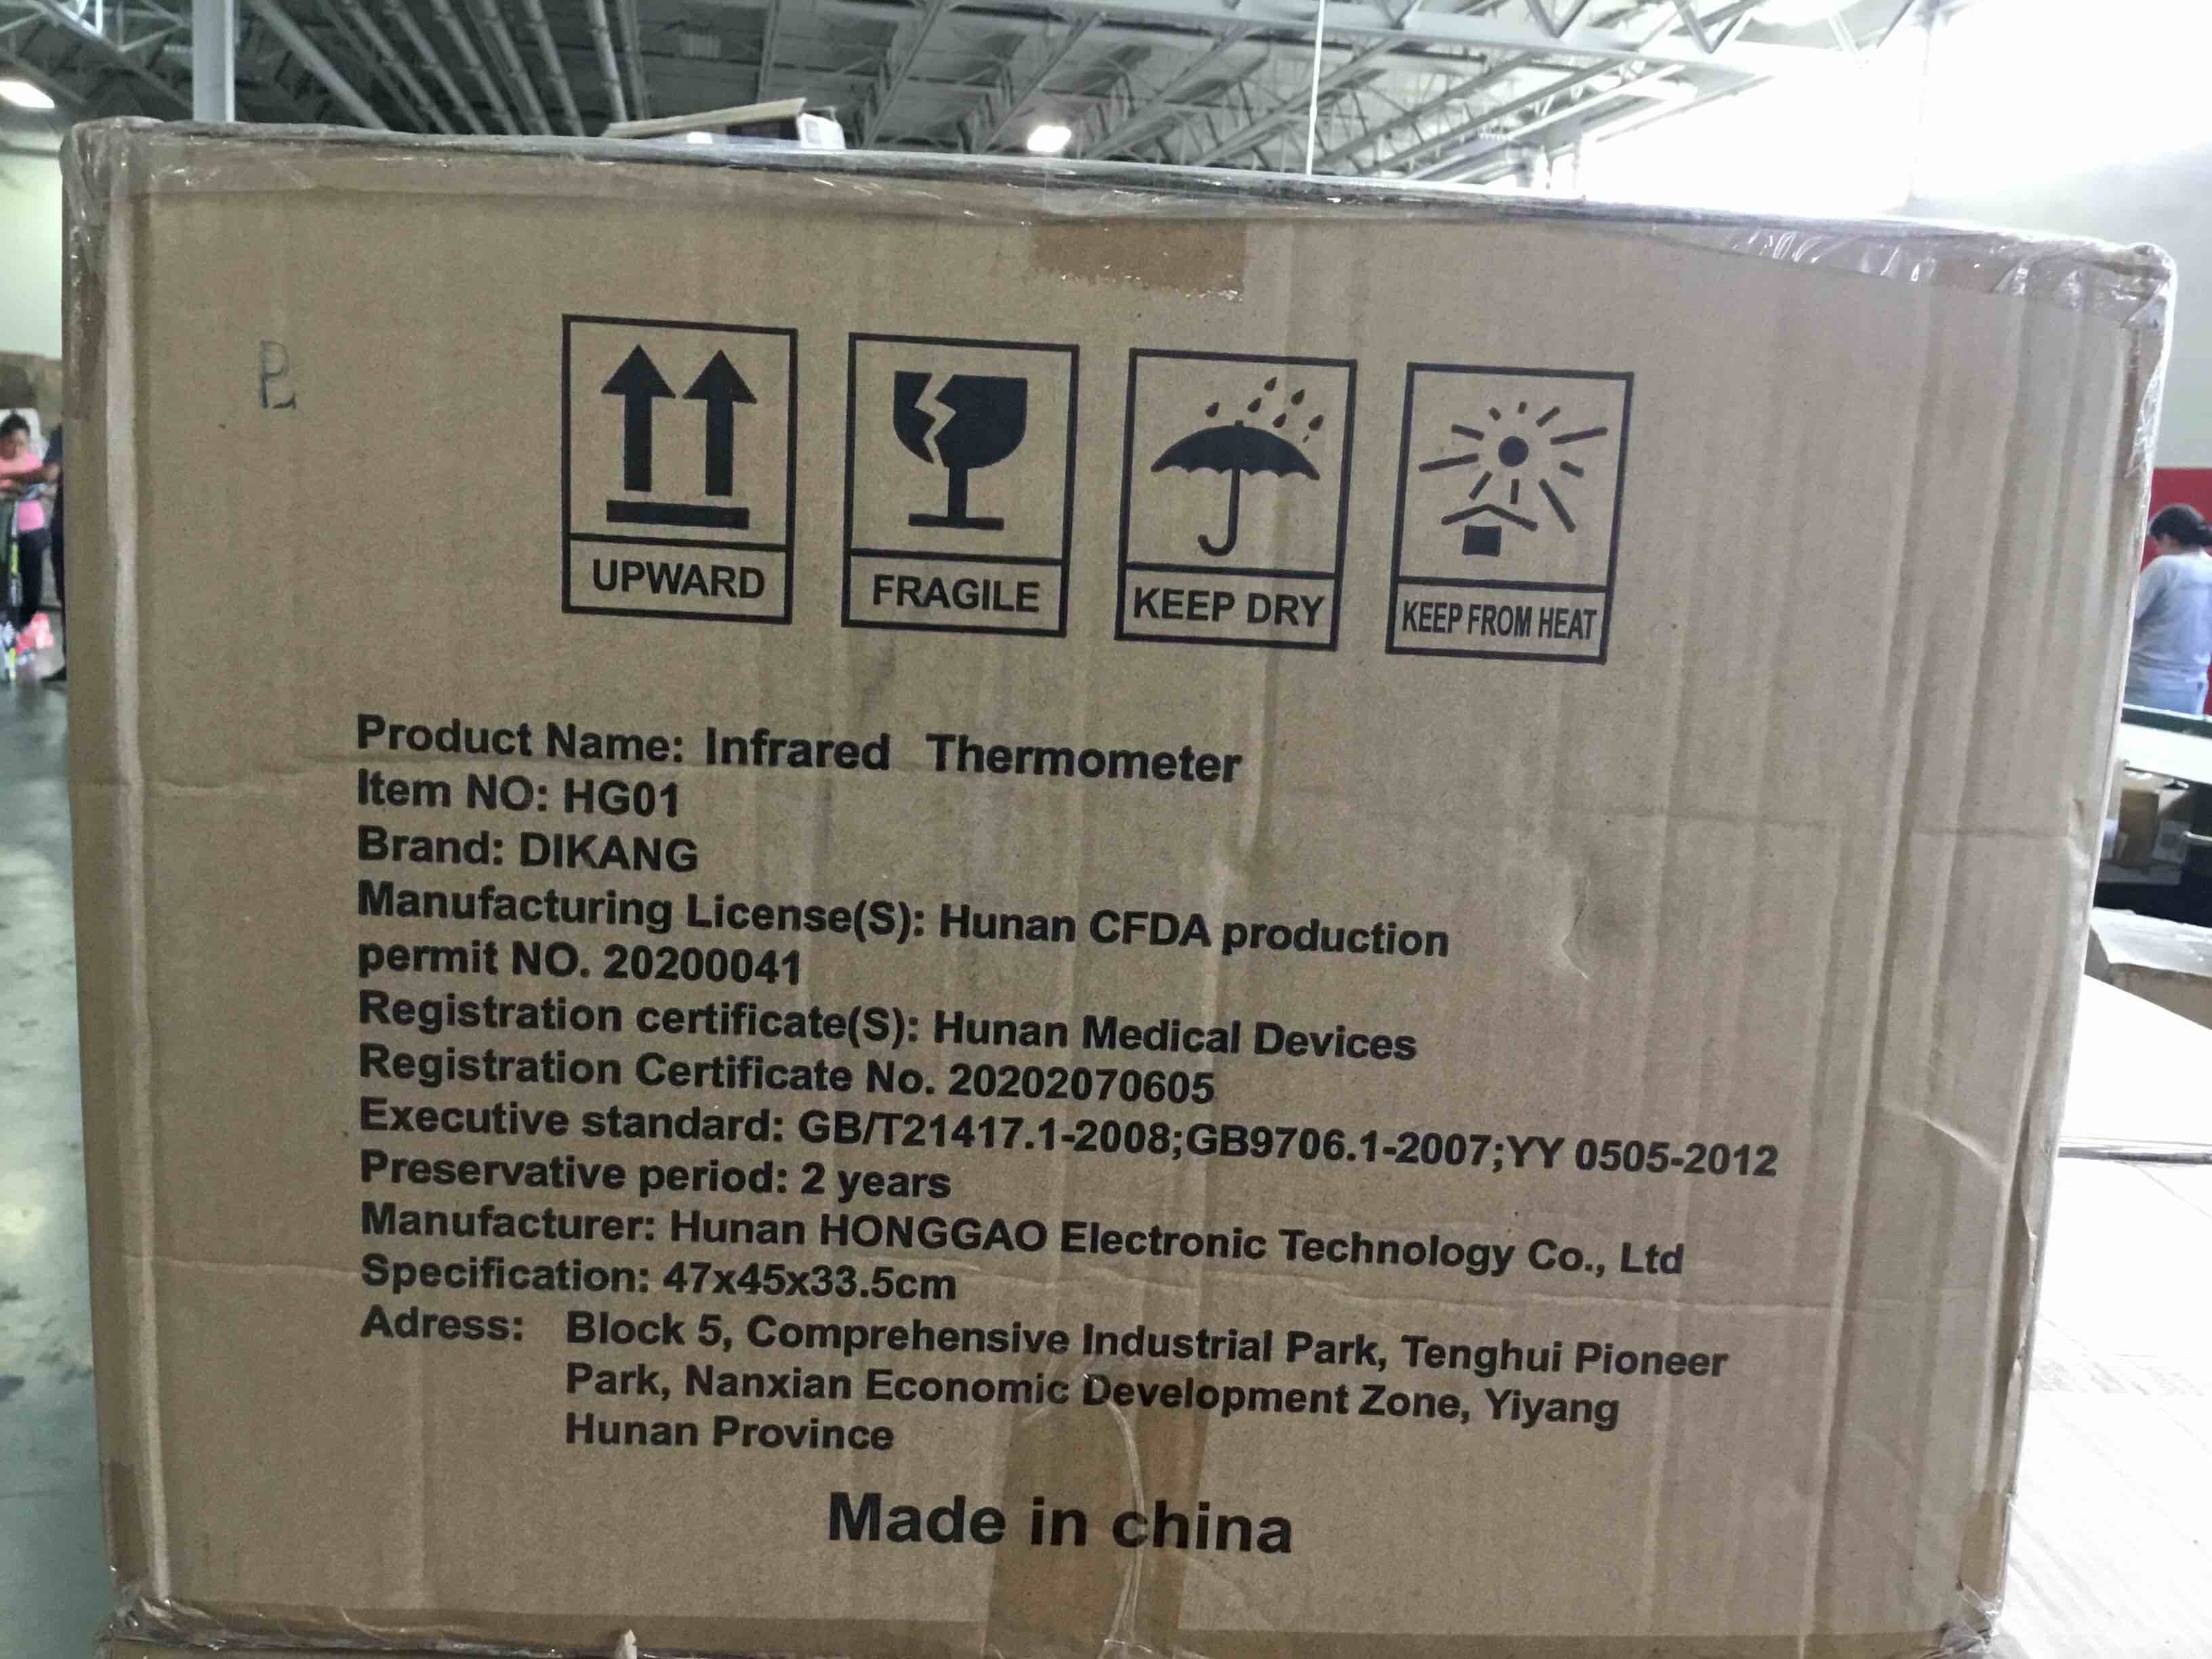 UPWARD
FRAGILE
KEEP DRY
KEEP FROM HEAT
Product Name: Infrared Thermometer
Item NO: HG01
Brand: DIKANG
Manufacturing License(S): Hunan CFDA production
permit NO. 20200041
Registration certificate(S): Hunan Medical Devices
Registration Certificate No. 20202070605
Executive standard: GB/T21417.1-2008;GB9706.1-2007;YY 0505-2012
Preservative period: 2 years
Manufacturer: Hunan HONGGAO Electronic Technology Co., Ltd
Specification: 47x45x33.5cm
Adress: Block 5, Comprehensive Industrial Park, Tenghui Pioneer
Park, Nanxian Economic Development Zone, Yiyang
Hunan Province
Made in china